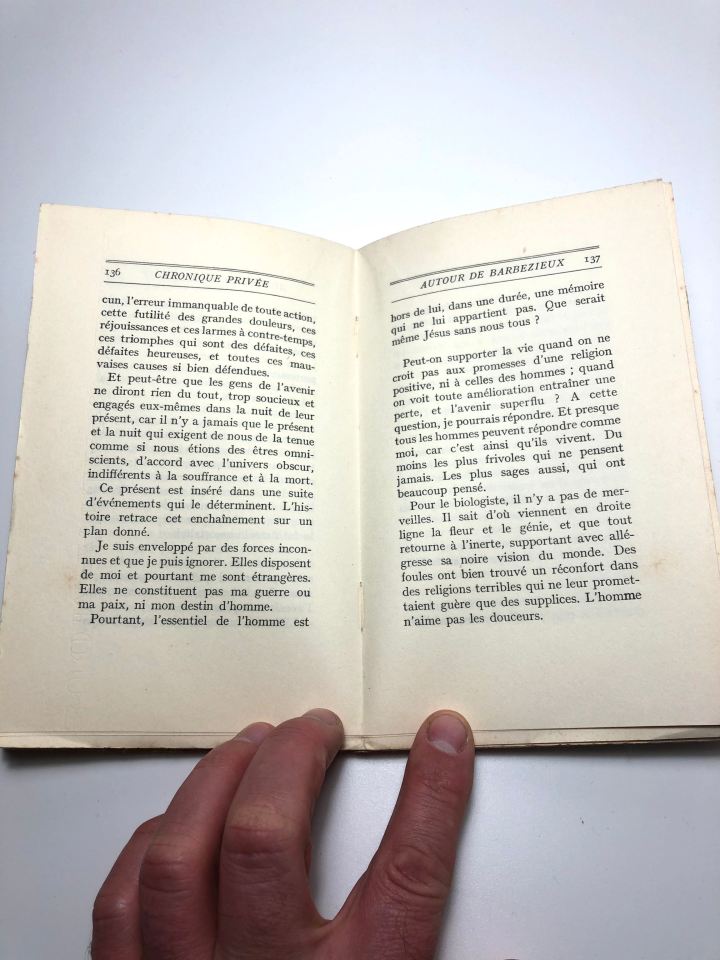 136 CHRONIQUE PRIVÉE
cun, l'erreur immanquable de toute action,
cette futilité des grandes douleurs, ces
réjouissances et ces larmes à contre-temps,
ces triomphes qui sont des défaites, ces
défaites heureuses, et toutes ces mau-
vaises causes si bien défendues.
Et peut-être que les gens de l'avenir
ne diront rien du tout, trop soucieux et
engagés eux-mêmes dans la nuit de leur
présent, car il n'y a jamais que le présent
et la nuit qui exigent de nous de la tenue
comme si nous étions des êtres omni-
scients, d'accord avec l'univers obscur,
indifférents à la souffrance et à la mort.
Ce présent est inséré dans une suite
d'événements qui le déterminent. L'his-
toire retrace cet enchaînement sur un
plan donné.
Je suis enveloppé par des forces incon-
nues et que je puis ignorer. Elles disposent
de moi et pourtant me sont étrangères.
Elles ne constituent pas ma guerre ou
ma paix, ni mon destin d'homme.
Pourtant, l'essentiel de l'homme est
AUTOUR DE BARBEZIEUX 137
hors de lui, dans une durée, une mémoire
qui ne lui appartient pas. Que serait
même Jésus sans nous tous ?
Peut-on supporter la vie quand on ne
croit pas aux promesses d'une religion
positive, ni à celles des hommes ; quand
on voit toute amélioration entraîner une
perte, et l'avenir superflu ? A cette
question, je pourrais répondre. Et presque
tous les hommes peuvent répondre comme
moi, car c'est ainsi qu'ils vivent. Du
moins les plus frivoles qui ne pensent
jamais. Les plus sages aussi, qui ont
beaucoup pensé.
Pour le biologiste, il n'y a pas de mer-
veilles. Il sait d'où viennent en droite
ligne la fleur et le génie, et que tout
retourne à l'inerte, supportant avec allé-
gresse sa noire vision du monde. Des
foules ont bien trouvé un réconfort dans
des religions terribles qui ne leur promet-
taient guère que des supplices. L'homme
n'aime pas les douceurs.